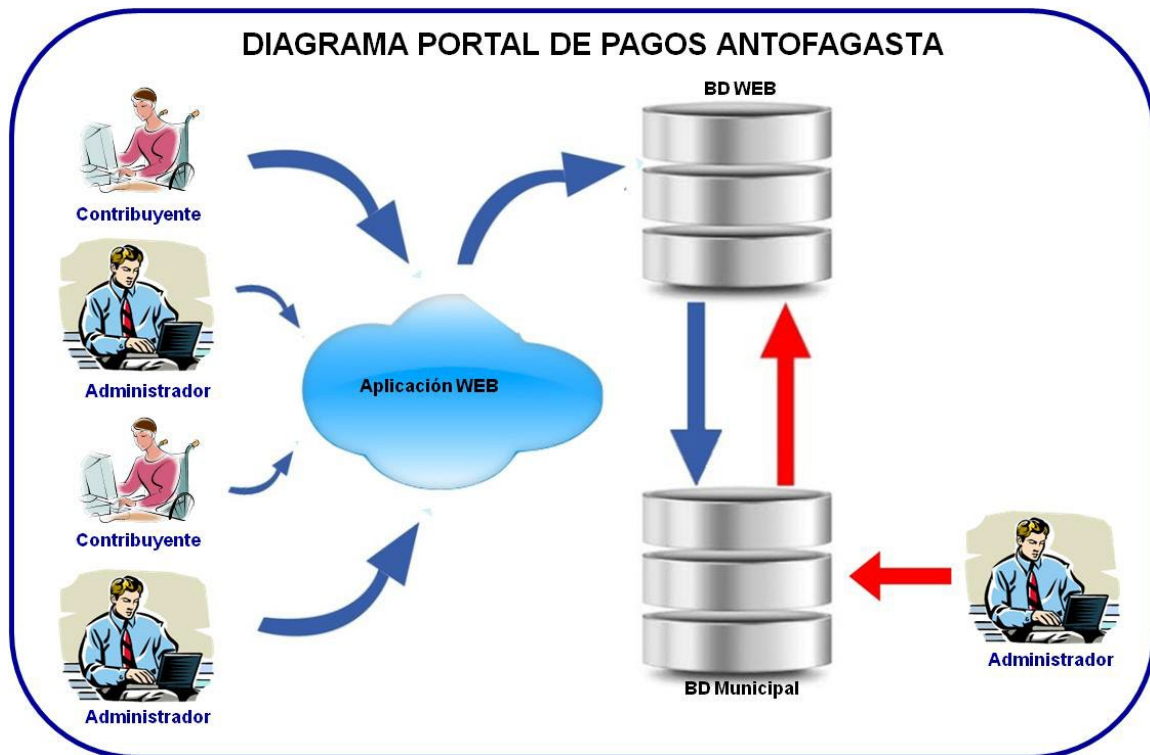 DIAGRAMA PORTAL DE PAGOS ANTOFAGASTA
BD WEB
Contribuyente
Administrador
Aplicación WEB
Contribuyente
Administrador
BD Municipal
Administrador